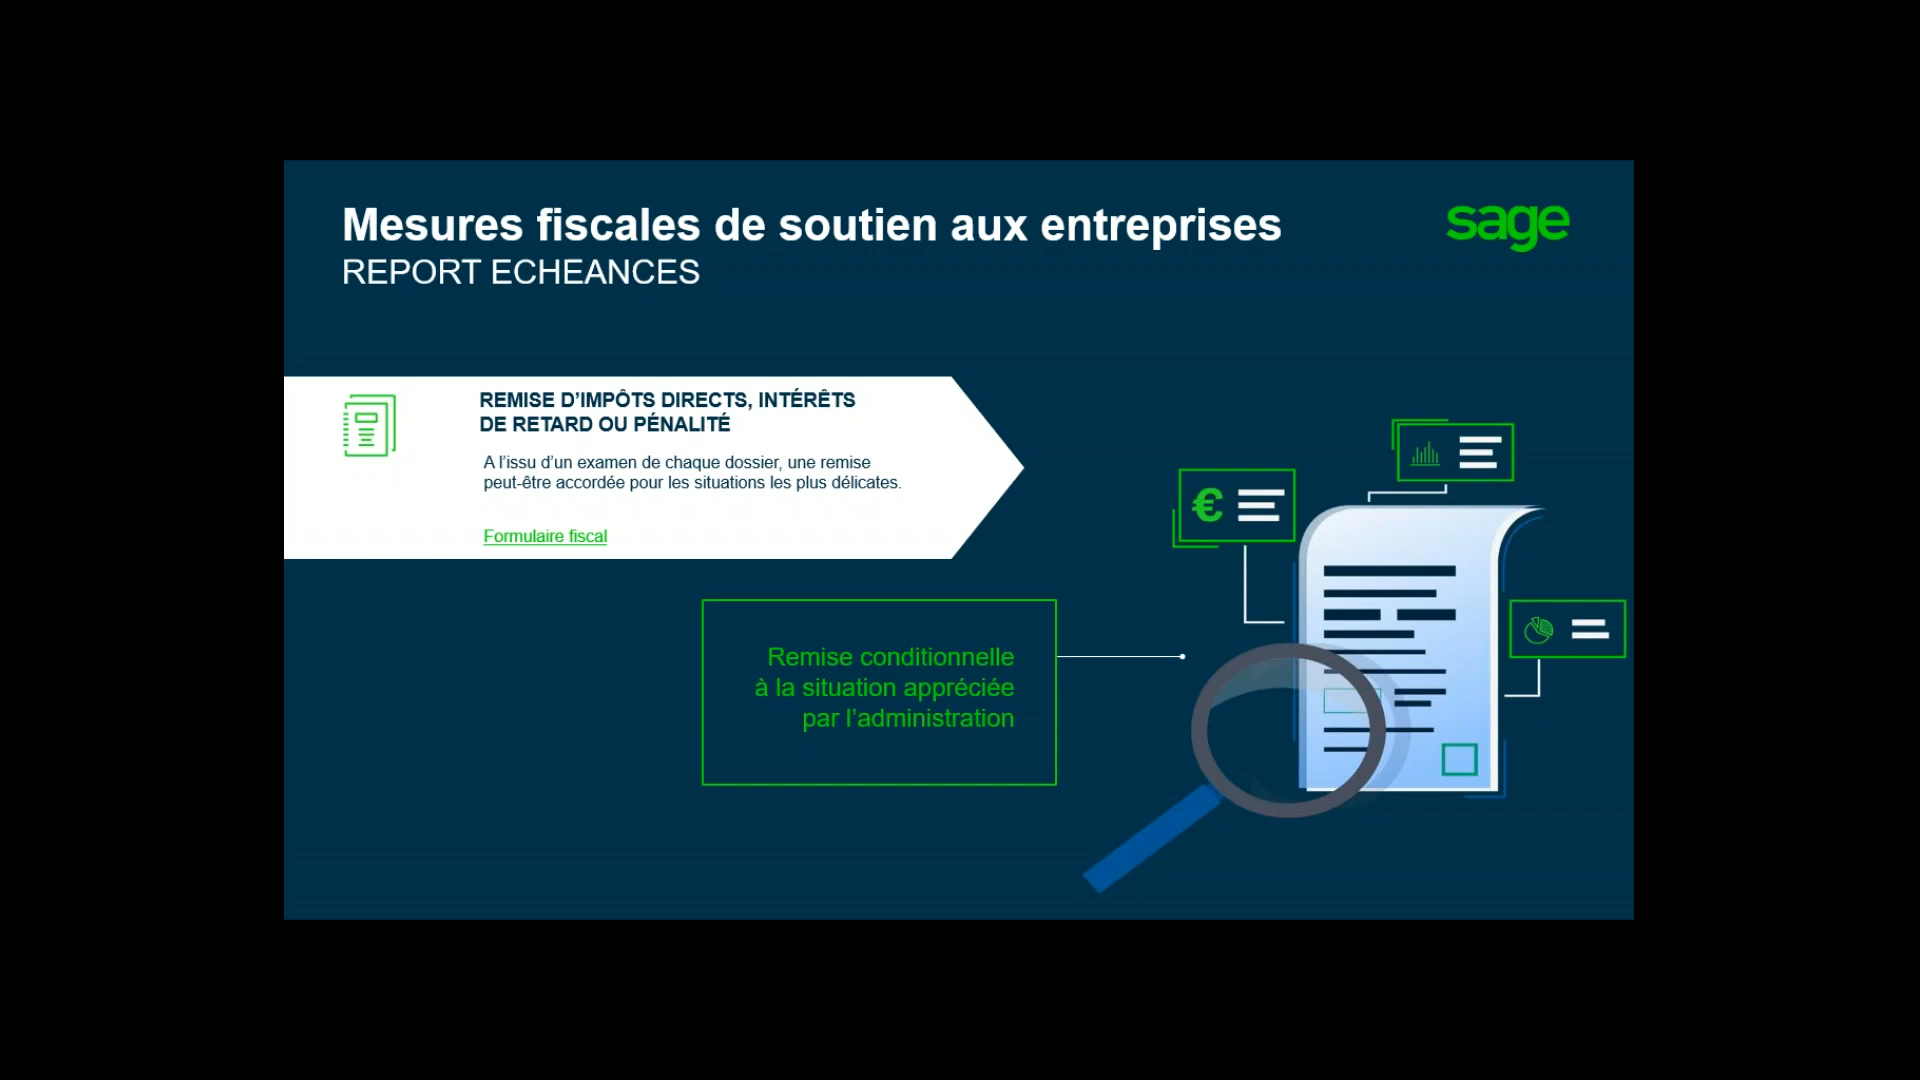 Mesures fiscales de soutien aux entreprises
sage
REPORT ECHEANCES
REMISE D’IMPÔTS DIRECTS, INTÉRÊTS
DE RETARD OU PÉNALITÉ
A l’issu d’un examen de chaque dossier, une remise
peut-être accordée pour les situations les plus délicates.
Formulaire fiscal
€
Remise conditionnelle
à la situation appréciée
par l’administration